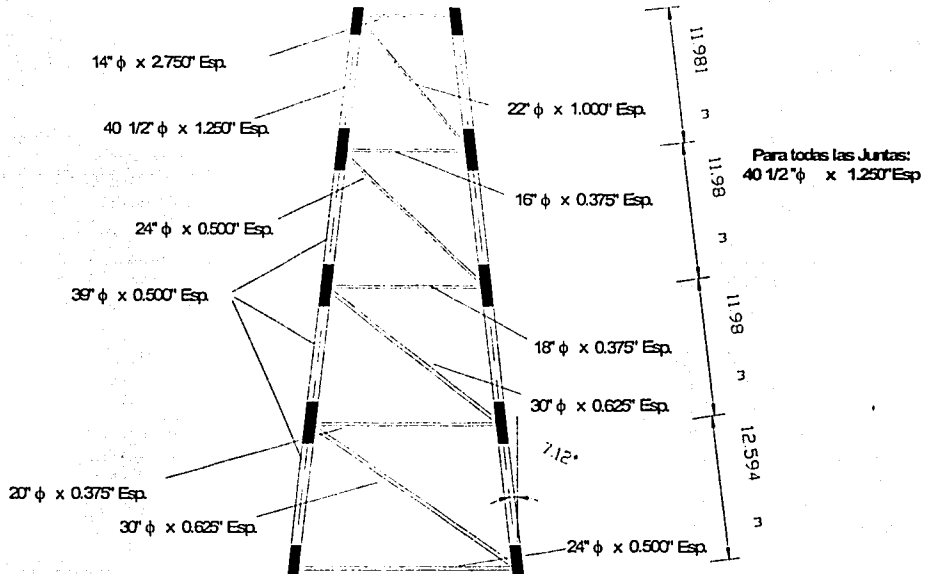 14" ϕ x 2.750" Esp.
40 1/2" ϕ x 1.250" Esp.
22" ϕ x 1.000" Esp.
11.981 m
Para todas las Juntas:
40 1/2 "ϕ x 1.250"Esp
16" ϕ x 0.375" Esp.
11.98 m
24" ϕ x 0.500" Esp.
39" ϕ x 0.500" Esp.
18" ϕ x 0.375" Esp.
11.98 m
30" ϕ x 0.625" Esp.
7.12°
12.594 m
20" ϕ x 0.375" Esp.
30" ϕ x 0.625" Esp.
24" ϕ x 0.500" Esp.